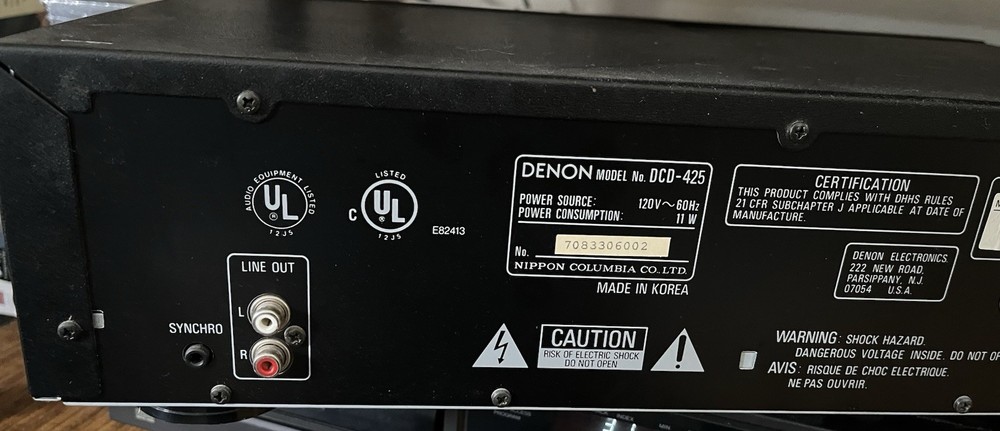 AUDIO EQUIPMENT LISTED
UL
12J5
LISTED
C UL
12J5
E82413
DENON MODEL No. DCD-425
POWER SOURCE: 120V~60Hz
POWER CONSUMPTION: 11 W
No. 7083306002
NIPPON COLUMBIA CO. LTD.
MADE IN KOREA
CERTIFICATION
THIS PRODUCT COMPLIES WITH DHHS RULES
21 CFR SUBCHAPTER J APPLICABLE AT DATE OF
MANUFACTURE.
DENON ELECTRONICS.
222 NEW ROAD,
PARSIPPANY, N.J.
07054 U.S.A.
LINE OUT
L
R
SYNCHRO
CAUTION
RISK OF ELECTRIC SHOCK
DO NOT OPEN
WARNING: SHOCK HAZARD.
DANGEROUS VOLTAGE INSIDE. DO NOT
AVIS: RISQUE DE CHOC ELECTRIQUE.
NE PAS OUVRIR.
INDEX
MIN